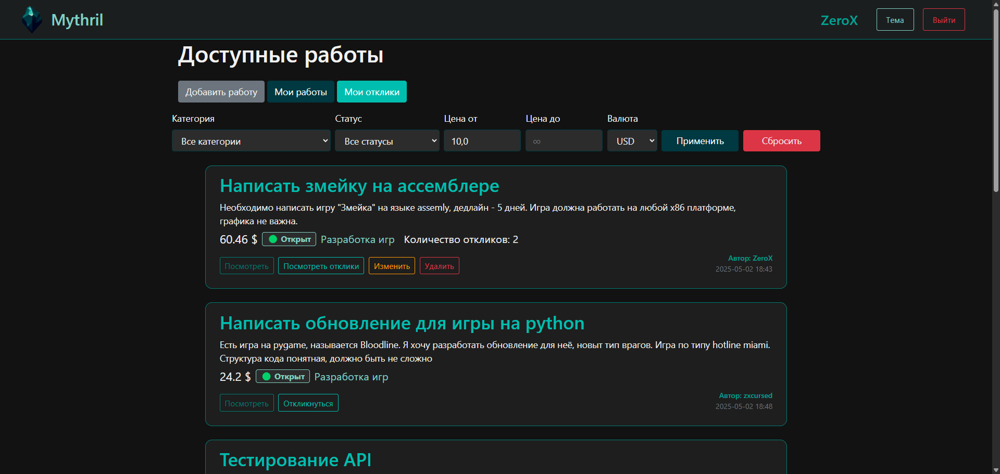 Mythril
ZeroX
Тема
Выйти
Доступные работы
Добавить работу
Мои работы
Мои отклики
Категория
Статус
Цена от
Цена до
Валюта
Все категории
Все статусы
10,0
∞
USD
Применить
Сбросить
Написать змейку на ассемблере
Необходимо написать игру "Змейка" на языке assemly, дедлайн - 5 дней. Игра должна работать на любой x86 платформе,
графика не важна.
60.46 $ Открыт Разработка игр Количество откликов: 2
Посмотреть
Посмотреть отклики
Изменить
Удалить
Автор: ZeroX
2025-05-02 18:43
Написать обновление для игры на python
Есть игра на pygame, называется Bloodline. Я хочу разработать обновление для неё, новыт тип врагов. Игра по типу hotline miami.
Структура кода понятная, должно быть не сложно
24.2 $ Открыт Разработка игр
Посмотреть
Откликнуться
Автор: zxcursed
2025-05-02 18:48
Тестирование API